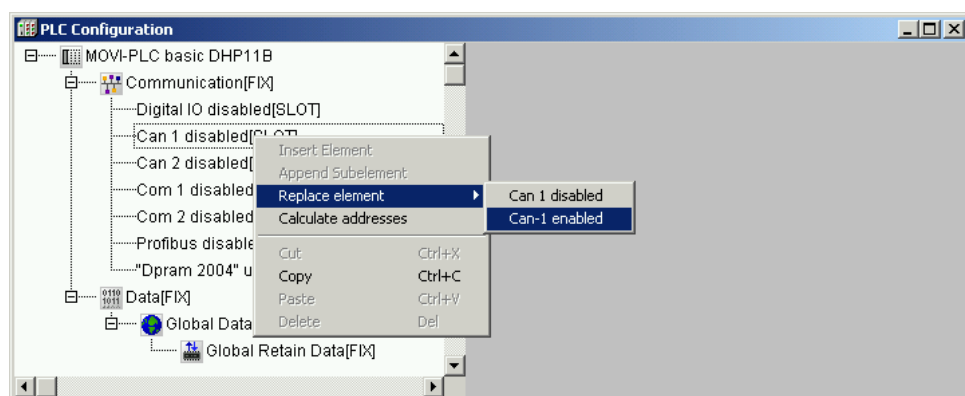 PLC Configuration
MOVI-PLC basic DHP11B
Communication[FIX]
Digital IO disabled[SLOT]
Can 1 disabled[SLOT]
Can 2 disabled[
Com 1 disabled
Com 2 disabled
Profibus disable
"Dpram 2004" u
Data[FIX]
Global Data
Global Retain Data[FIX]
Insert Element
Append Subelement
Replace element
Calculate addresses
Cut Ctrl+X
Copy Ctrl+C
Paste Ctrl+V
Delete Del
Can 1 disabled
Can-1 enabled